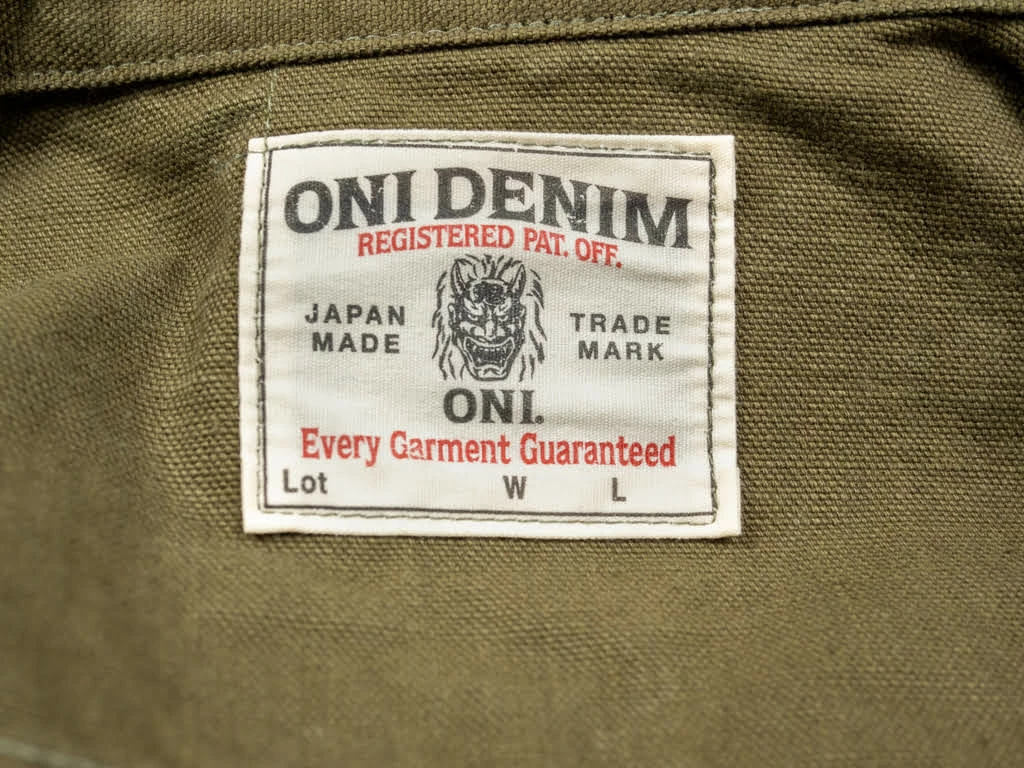 ONI DENIM
REGISTERED PAT. OFF.
JAPAN
MADE
TRADE
MARK
ONI.
Every Garment Guaranteed
Lot W L